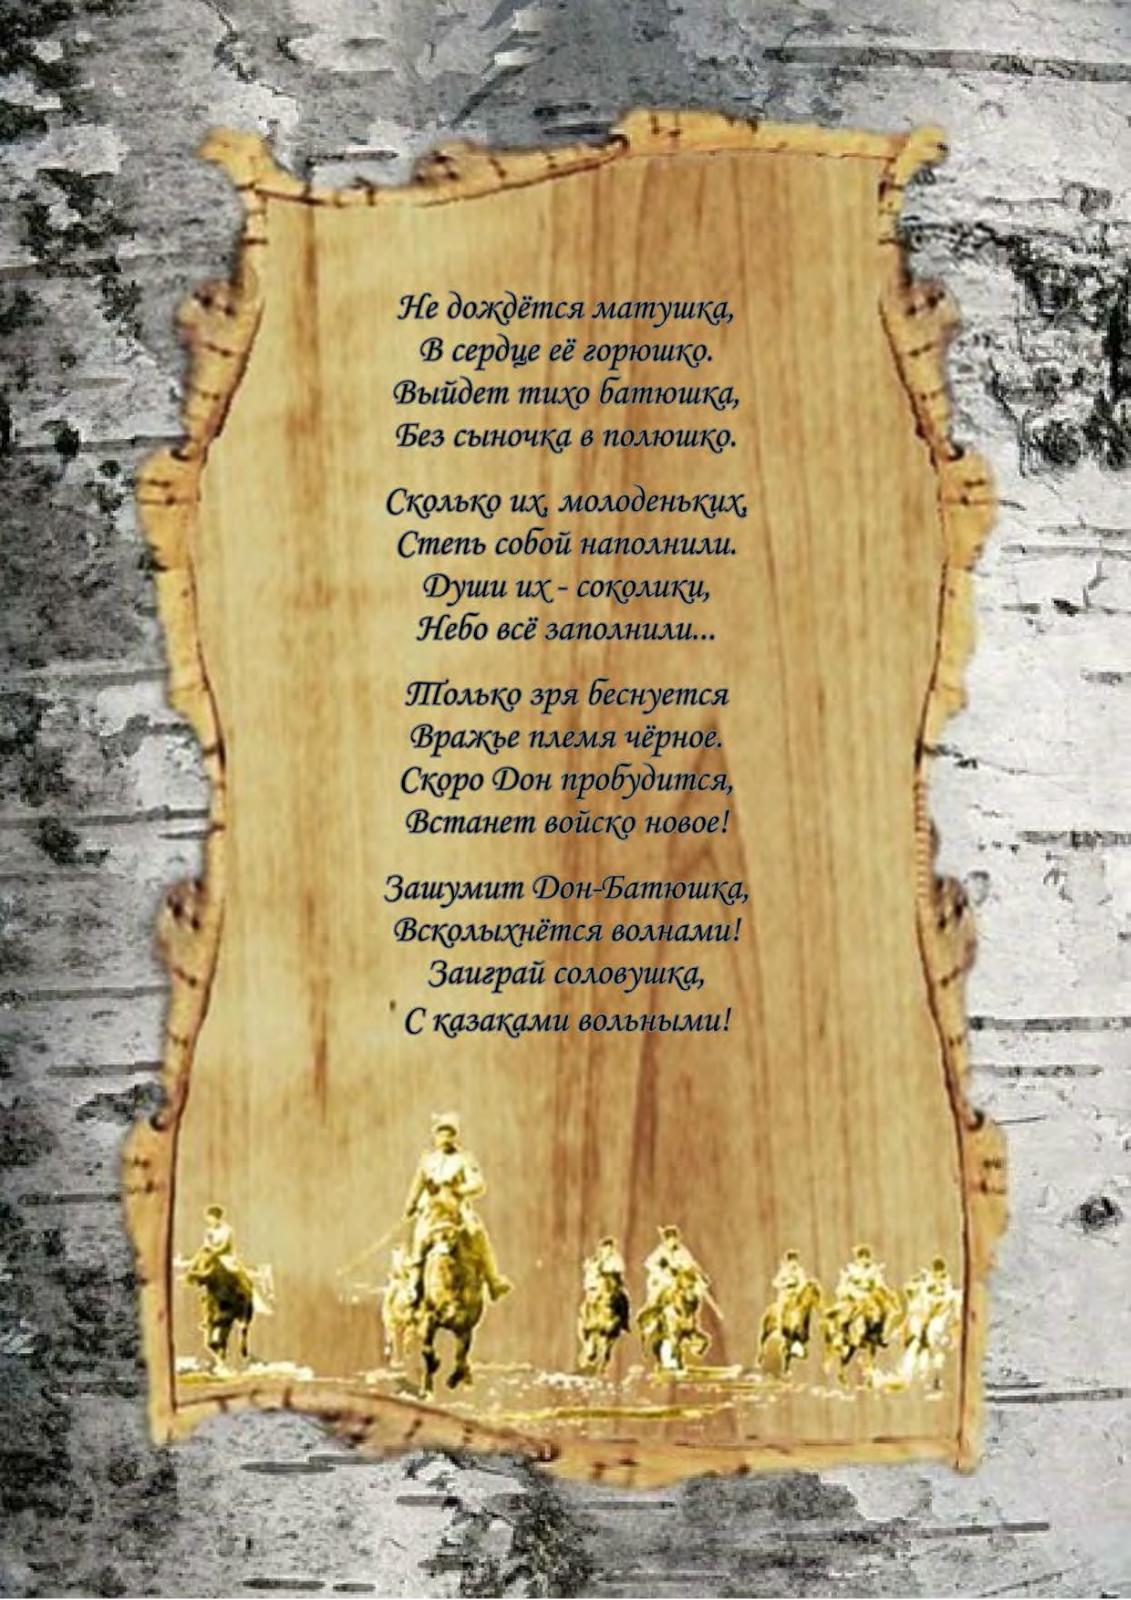 Не дождётся матушка,
В сердце её горюшко.
Выйдет тихо батюшка,
Без сыночка в полюшко.
Сколько их, молоденьких,
Степь собой наполнили.
Души их - соколики,
Небо всё заполнили...
Только зря беснуется
Вражье племя чёрное.
Скоро Дон пробудится,
Встанет войско новое!
Зашумит Дон-Батюшка,
Всколыхнётся волнами!
Заиграй соловушка,
С казаками вольными!